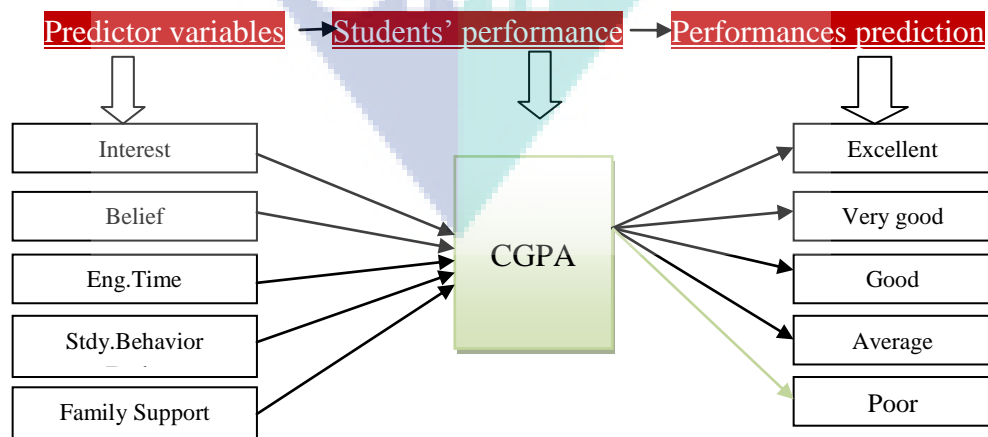 Predictor variables
Students’ performance
Performances prediction
Interest
Belief
Eng.Time
Stdy.Behavior
Family Support
CGPA
Excellent
Very good
Good
Average
Poor